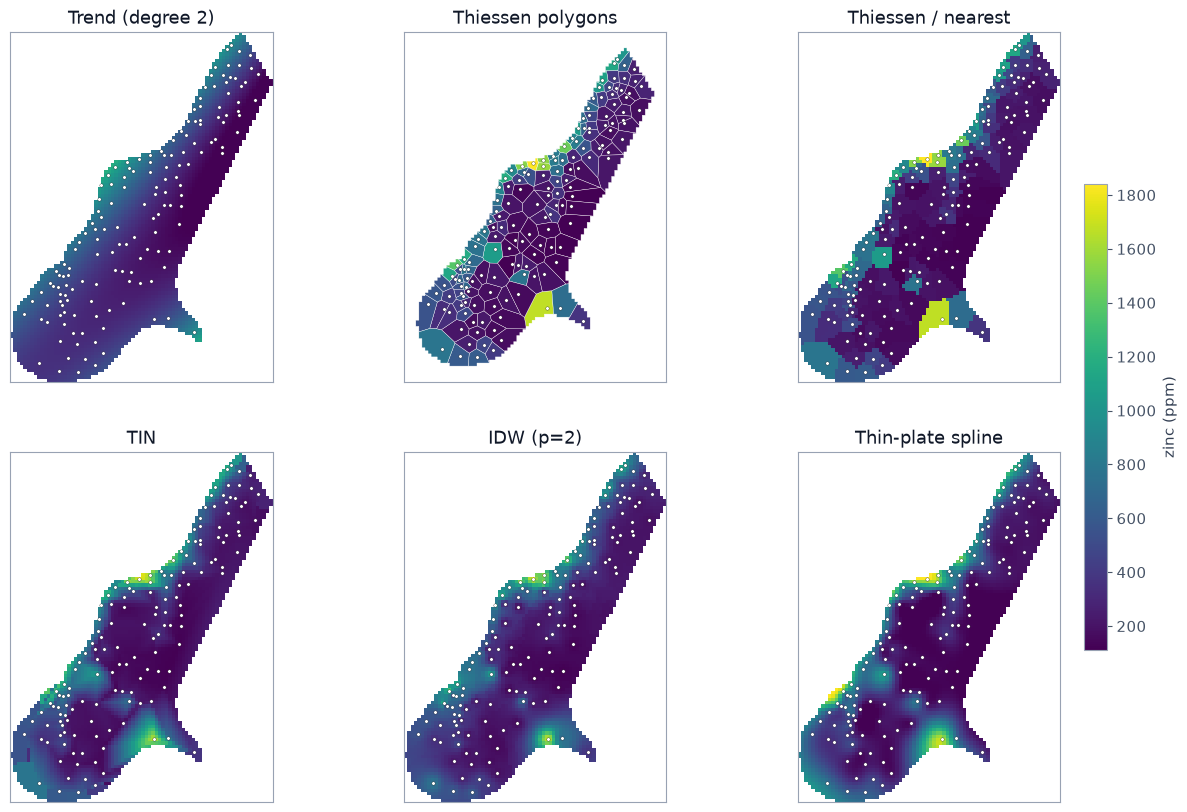 Trend (degree 2)
Thiessen polygons
Thiessen / nearest
TIN
IDW (p=2)
Thin-plate spline
1800
1600
1400
1200
1000
800
600
400
200
zinc (ppm)